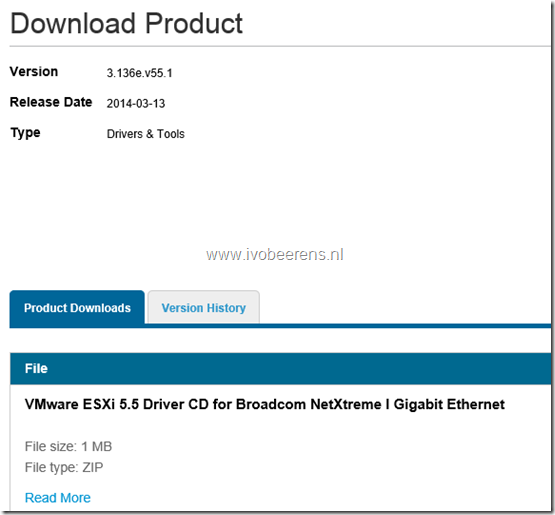 Download Product
Version 3.136e.v55.1
Release Date 2014-03-13
Type Drivers & Tools
www.ivobeerens.nl
Product Downloads Version History
File
VMware ESXi 5.5 Driver CD for Broadcom NetXtreme I Gigabit Ethernet
File size: 1 MB
File type: ZIP
Read More